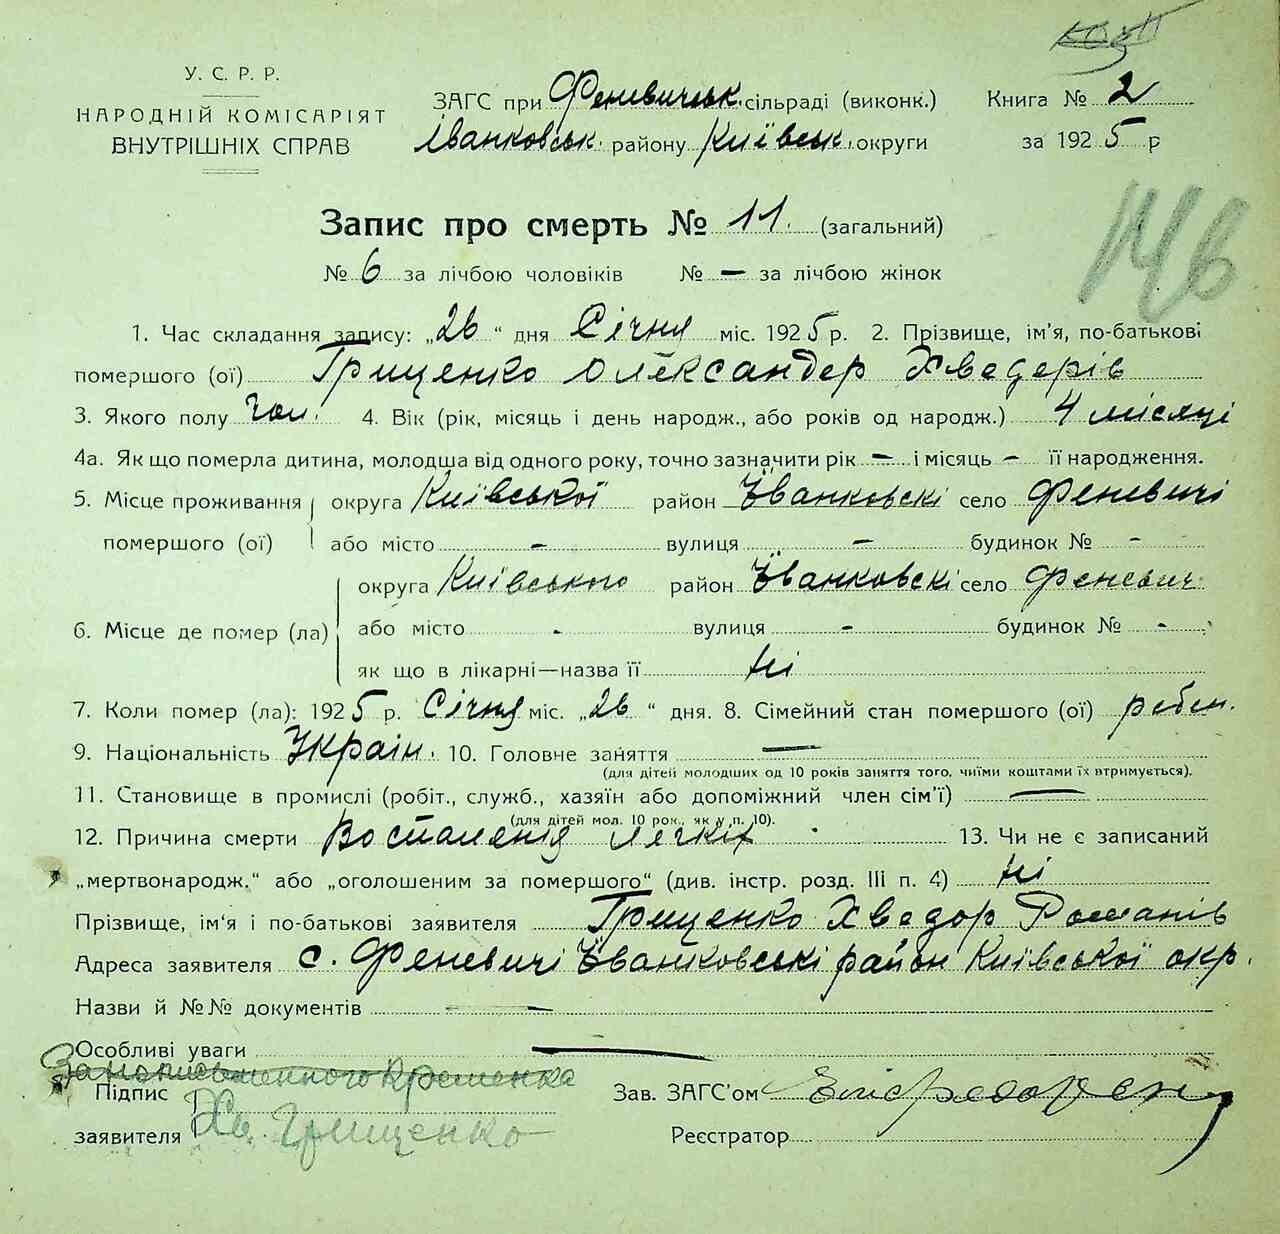 У. С. Р. Р.
НАРОДНІЙ КОМІСАРІЯТ
ВНУТРІШНІХ СПРАВ
ЗАГС при Феневичськ. сільраді (виконк.)
Іванковськ. району Київськ. округи
Книга № 2
за 1925 р
Запис про смерть № 11. (загальний)
№ 6 за лічбою чоловіків № — за лічбою жінок
146
1. Час складання запису: „26“ дня Січня міс. 1925 р. 2. Прізвище, ім'я, по-батькові
помершого (ої) Грищенко Олександер Хведерів
3. Якого полу чол. 4. Вік (рік, місяць і день народж., або років од народж.) 4 місяці
4а. Як що померла дитина, молодша від одного року, точно зазначити рік — і місяць - її народження.
5. Місце проживання округа Київської район Їванковскі село Феневичі
помершого (ої) або місто - вулиця - будинок № -
округа Київського район Їванковскі село Феневич
6. Місце де помер (ла) або місто - вулиця - будинок № -
як що в лікарні—назва її ні
7. Коли помер (ла): 1925 р. Січня міс. „26“ дня. 8. Сімейний стан помершого (ої) ребен.
9. Національність Украін. 10. Головне заняття —
(для дітей молодших од 10 років заняття того, чиїми коштами їх втримується).
11. Становище в промислі (робіт., служб., хазяїн або допоміжний член сім'ї) —
(для дітей мол. 10 рок., як у п. 10).
12. Причина смерти Воспаленія легкіх 13. Чи не є записаний
„мертвонародж.“ або „оголошеним за помершого“ (див. інстр. розд. III п. 4) ні
Прізвище, ім'я і по-батькові заявителя Грищенко Хведор Романів
Адреса заявителя с. Феневичі Їванковські район Київської окр.
Назви й №№ документів —
Особливі уваги —
Підпис
заявителя Хв. Грищенко
Зав. ЗАГС'ом
Реєстратор